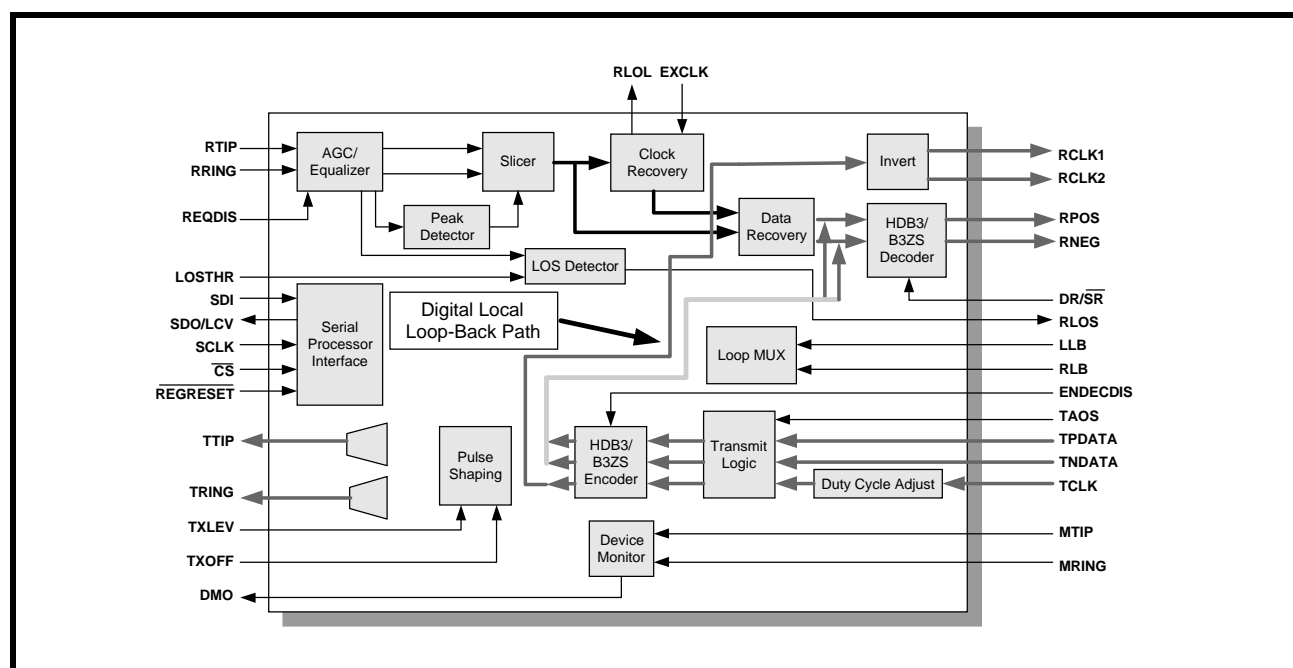 RLOL EXCLK
RTIP
RRING
REQDIS
LOSTHR
SDI
SDO/LCV
SCLK
CS
REGRESET
TTIP
TRING
TXLEV
TXOFF
DMO
AGC/
Equalizer
Slicer
Clock
Recovery
Invert
Peak
Detector
Data
Recovery
HDB3/
B3ZS
Decoder
LOS Detector
Serial
Processor
Interface
Digital Local
Loop-Back Path
Loop MUX
Pulse
Shaping
HDB3/
B3ZS
Encoder
Transmit
Logic
Duty Cycle Adjust
Device
Monitor
RCLK1
RCLK2
RPOS
RNEG
DR/SR
RLOS
LLB
RLB
ENDECDIS
TAOS
TPDATA
TNDATA
TCLK
MTIP
MRING